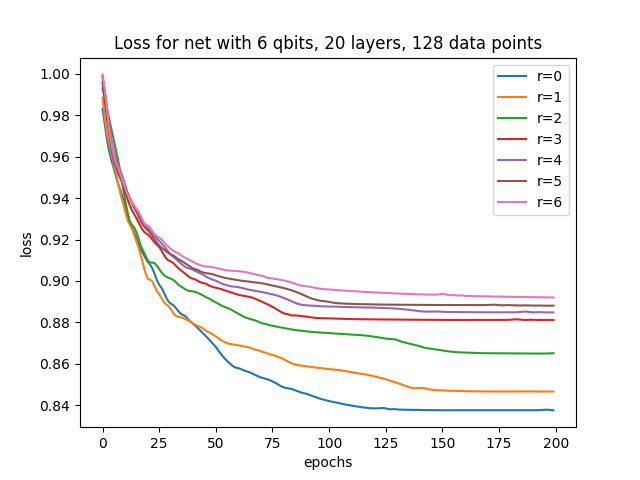 Loss for net with 6 qbits, 20 layers, 128 data points
1.00
0.98
0.96
0.94
0.92
0.90
0.88
0.86
0.84
loss
r=0
r=1
r=2
r=3
r=4
r=5
r=6
0 25 50 75 100 125 150 175 200
epochs